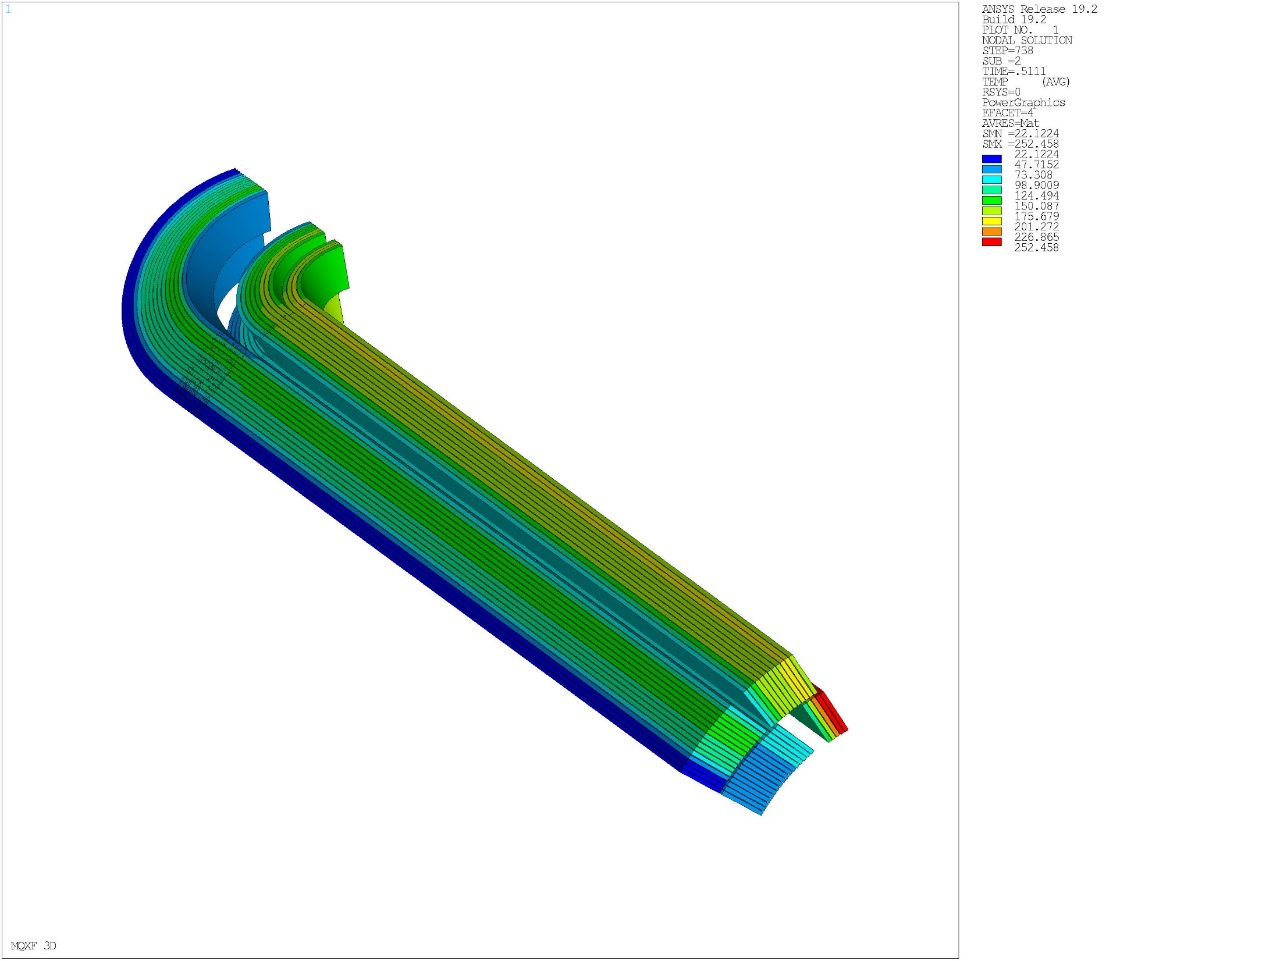 1
ANSYS Release 19.2
Build 19.2
PLOT NO. 1
NODAL SOLUTION
STEP=738
SUB =2
TIME=.5111
TEMP (AVG)
RSYS=0
PowerGraphics
EFACET=4
AVRES=Mat
SMN =22.1224
SMX =252.458
22.1224
47.7152
73.308
98.9009
124.494
150.087
175.679
201.272
226.865
252.458
MQXF 3D